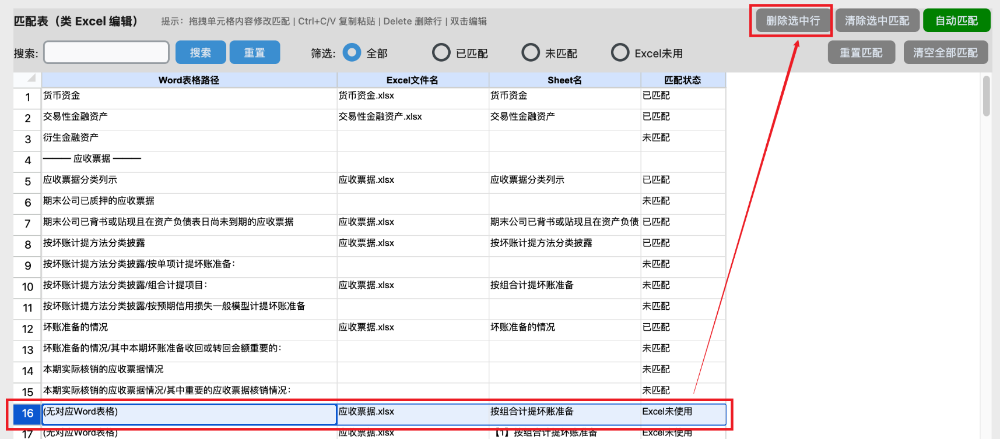 匹配表（类 Excel 编辑） 提示：拖拽单元格内容修改匹配 | Ctrl+C/V 复制粘贴 | Delete 删除行 | 双击编辑 删除选中行 清除选中匹配 自动匹配
搜索: 搜索 重置 筛选: 全部 已匹配 未匹配 Excel未用 重置匹配 清空全部匹配
Word表格路径 Excel文件名 Sheet名 匹配状态
1 货币资金 货币资金.xlsx 货币资金 已匹配
2 交易性金融资产 交易性金融资产.xlsx 交易性金融资产 已匹配
3 衍生金融资产 未匹配
4 ——— 应收票据 ———
5 应收票据分类列示 应收票据.xlsx 应收票据分类列示 已匹配
6 期末公司已质押的应收票据 未匹配
7 期末公司已背书或贴现且在资产负债表日尚未到期的应收票据 应收票据.xlsx 期末公司已背书或贴现且在资产负债 已匹配
8 按坏账计提方法分类披露 应收票据.xlsx 按坏账计提方法分类披露 已匹配
9 按坏账计提方法分类披露/按单项计提坏账准备： 未匹配
10 按坏账计提方法分类披露/组合计提项目： 应收票据.xlsx 按组合计提坏账准备 未匹配
11 按坏账计提方法分类披露/按预期信用损失一般模型计提坏账准备 未匹配
12 坏账准备的情况 应收票据.xlsx 坏账准备的情况 已匹配
13 坏账准备的情况/其中本期坏账准备收回或转回金额重要的： 未匹配
14 本期实际核销的应收票据情况 未匹配
15 本期实际核销的应收票据情况/其中重要的应收票据核销情况： 未匹配
16 (无对应Word表格) 应收票据.xlsx 按组合计提坏账准备 Excel未使用
17 (无对应Word表格) 应收票据.xlsx 【1】按组合计提坏账准备 Excel未使用